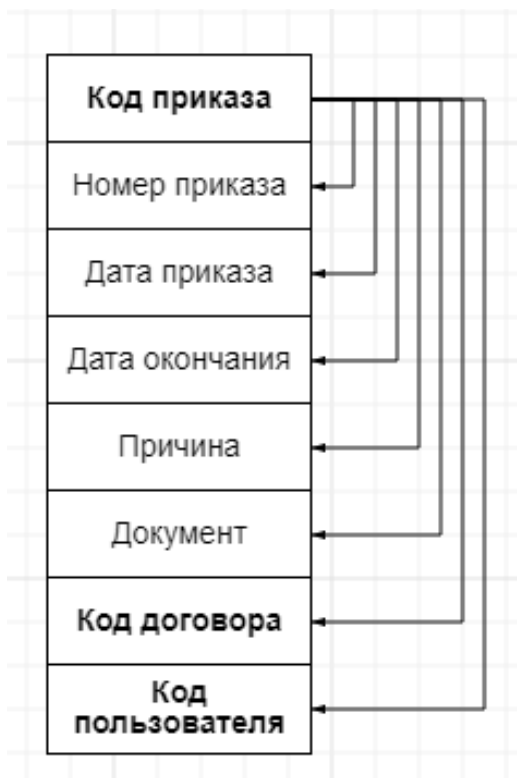 Код приказа
Номер приказа
Дата приказа
Дата окончания
Причина
Документ
Код договора
Код
пользователя